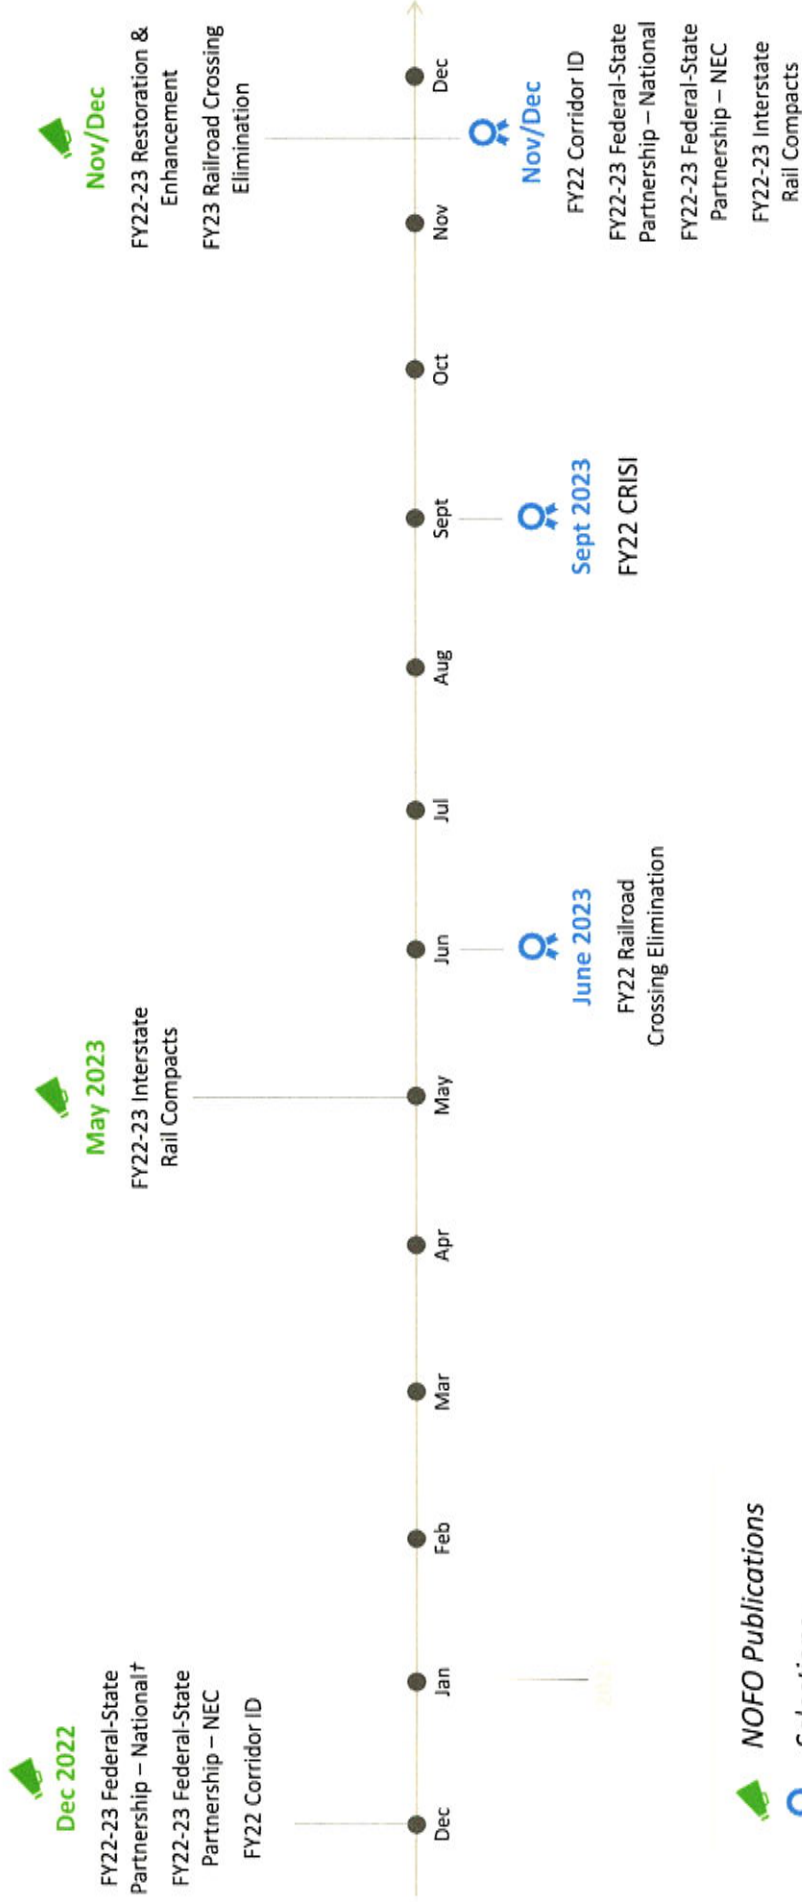 Dec 2022
FY22-23 Federal-State
Partnership – National†
FY22-23 Federal-State
Partnership – NEC
FY22 Corridor ID
May 2023
FY22-23 Interstate
Rail Compacts
Nov/Dec
FY22-23 Restoration &
Enhancement
FY23 Railroad Crossing
Elimination
Dec
Jan
Feb
Mar
Apr
May
Jun
Jul
Aug
Sept
Oct
Nov
Dec
June 2023
FY22 Railroad
Crossing Elimination
Sept 2023
FY22 CRISI
Nov/Dec
FY22 Corridor ID
FY22-23 Federal-State
Partnership – National
FY22-23 Federal-State
Partnership – NEC
FY22-23 Interstate
Rail Compacts
NOFO Publications